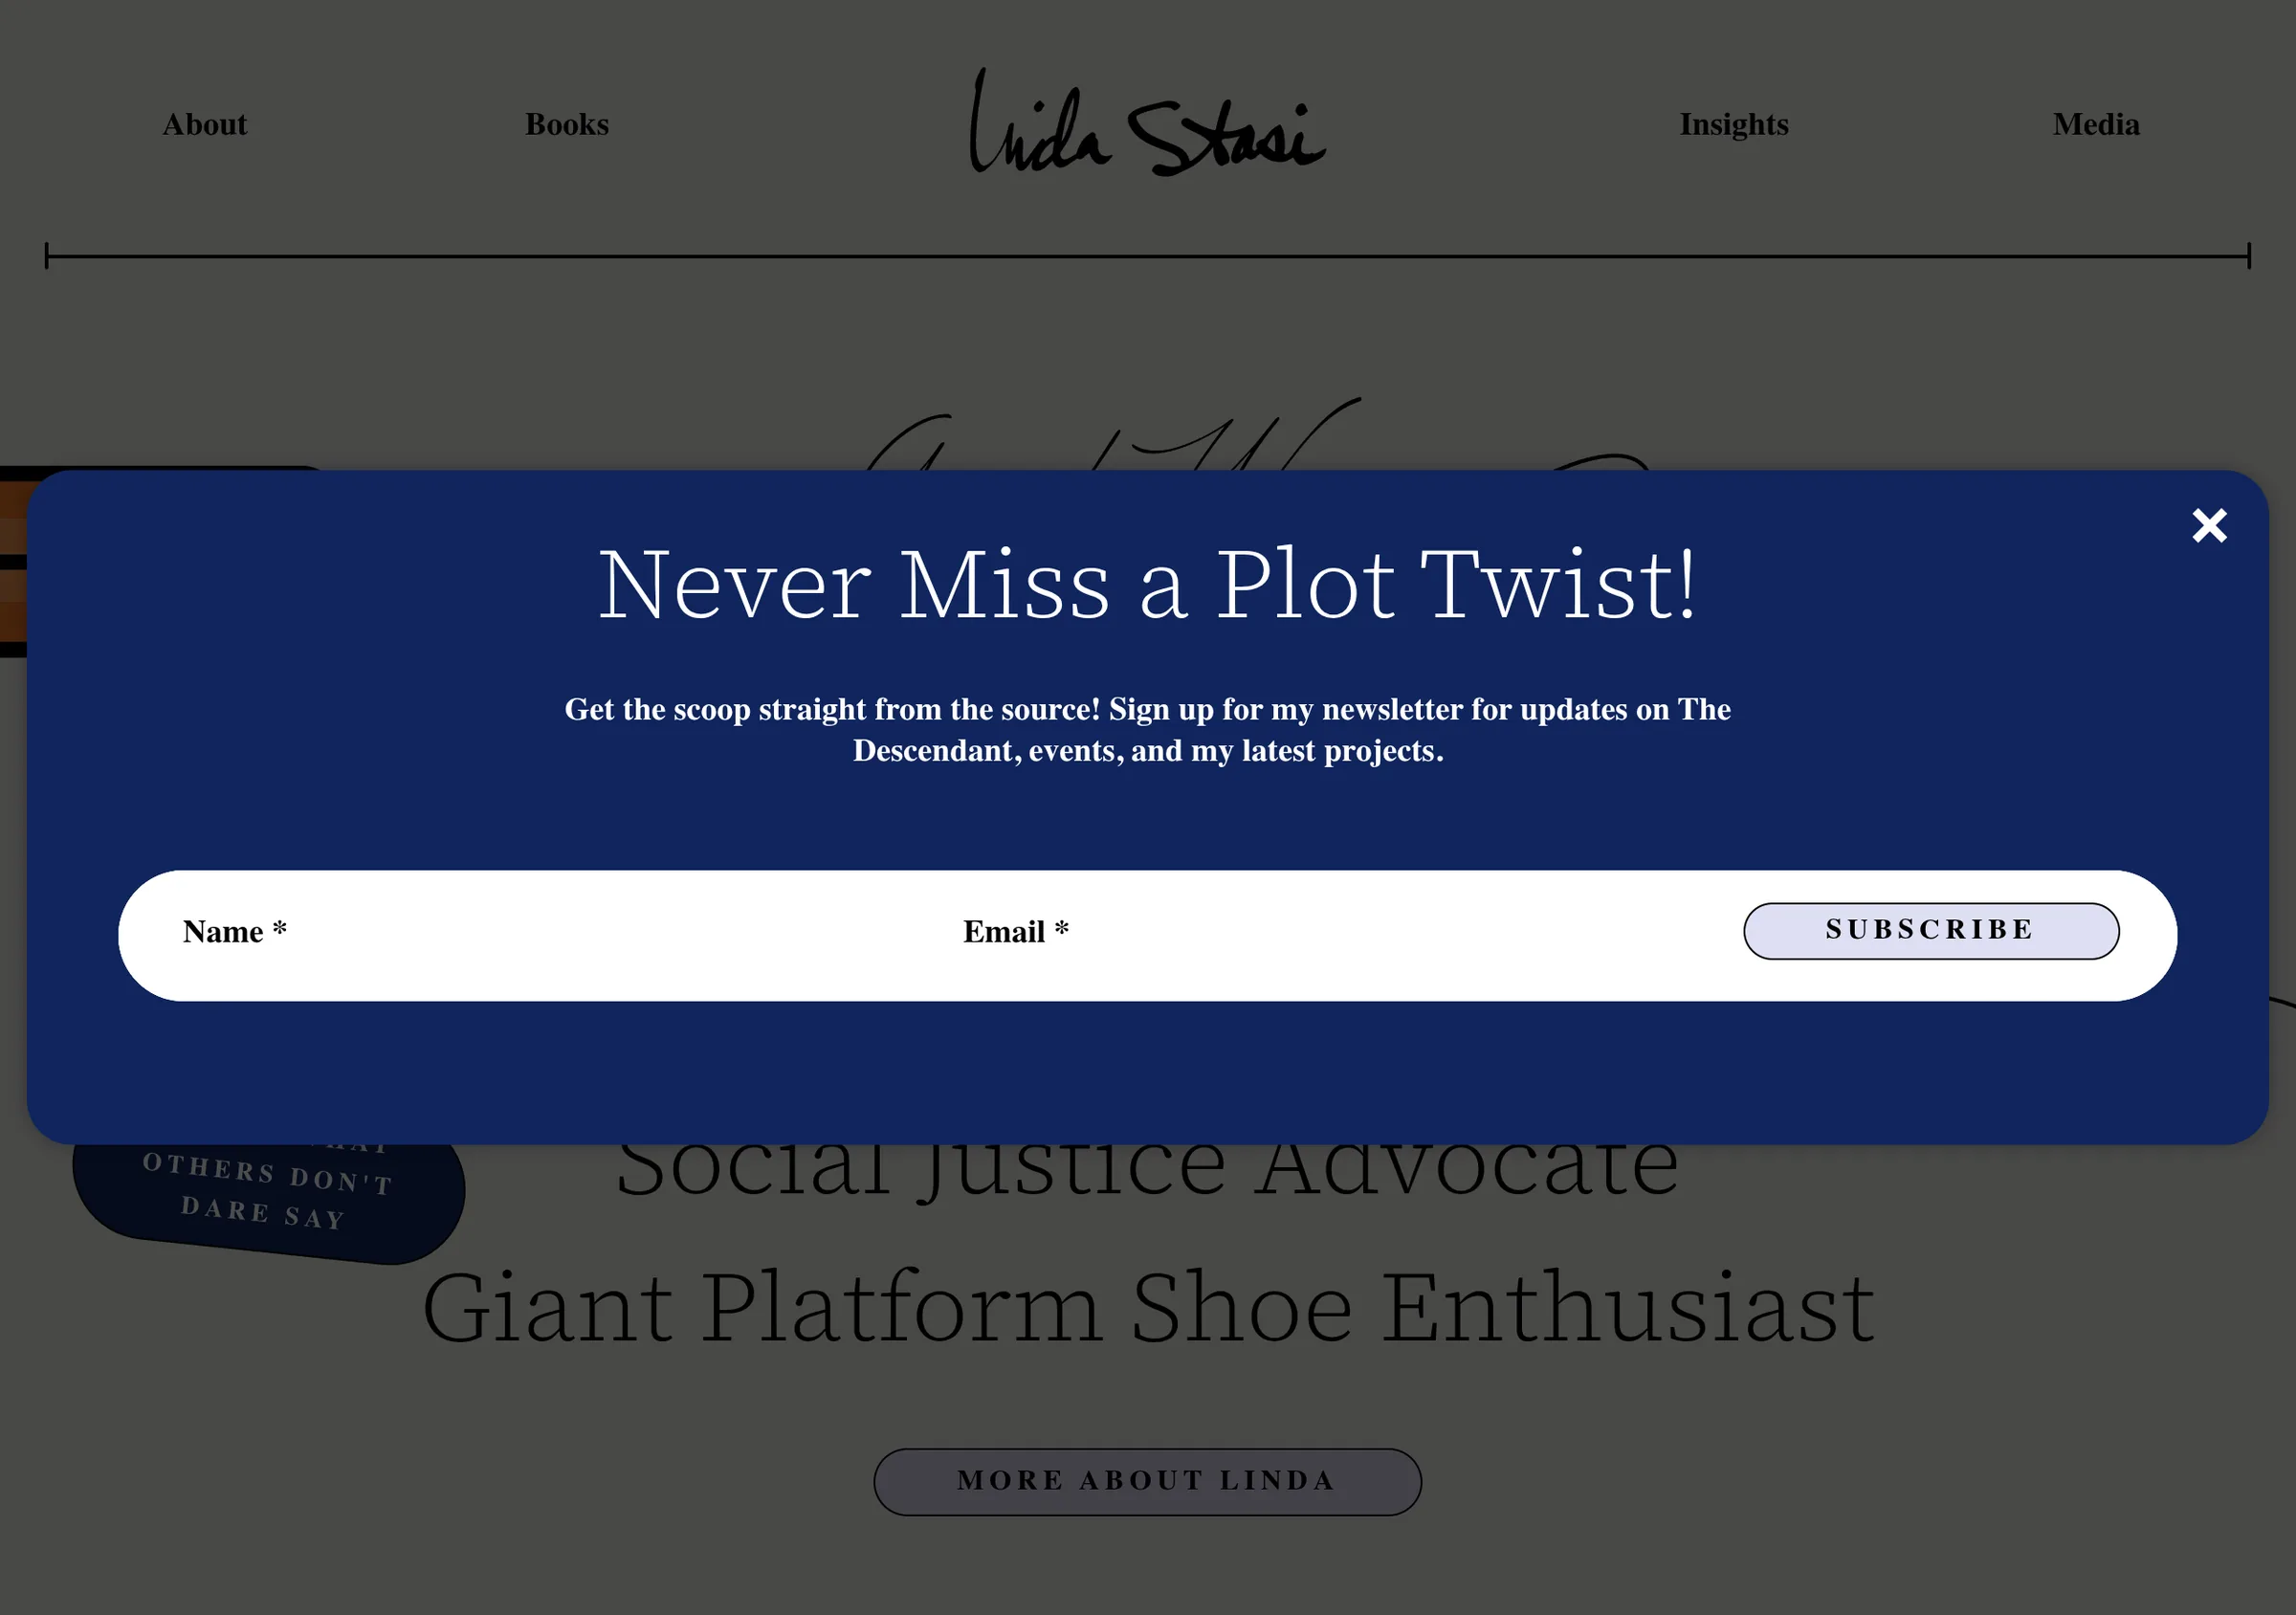 About
Books
Linda Stasi
Insights
Media
Never Miss a Plot Twist!
Get the scoop straight from the source! Sign up for my newsletter for updates on The
Descendant, events, and my latest projects.
Name *
Email *
SUBSCRIBE
OTHERS DON'T
DARE SAY
Social Justice Advocate
Giant Platform Shoe Enthusiast
MORE ABOUT LINDA